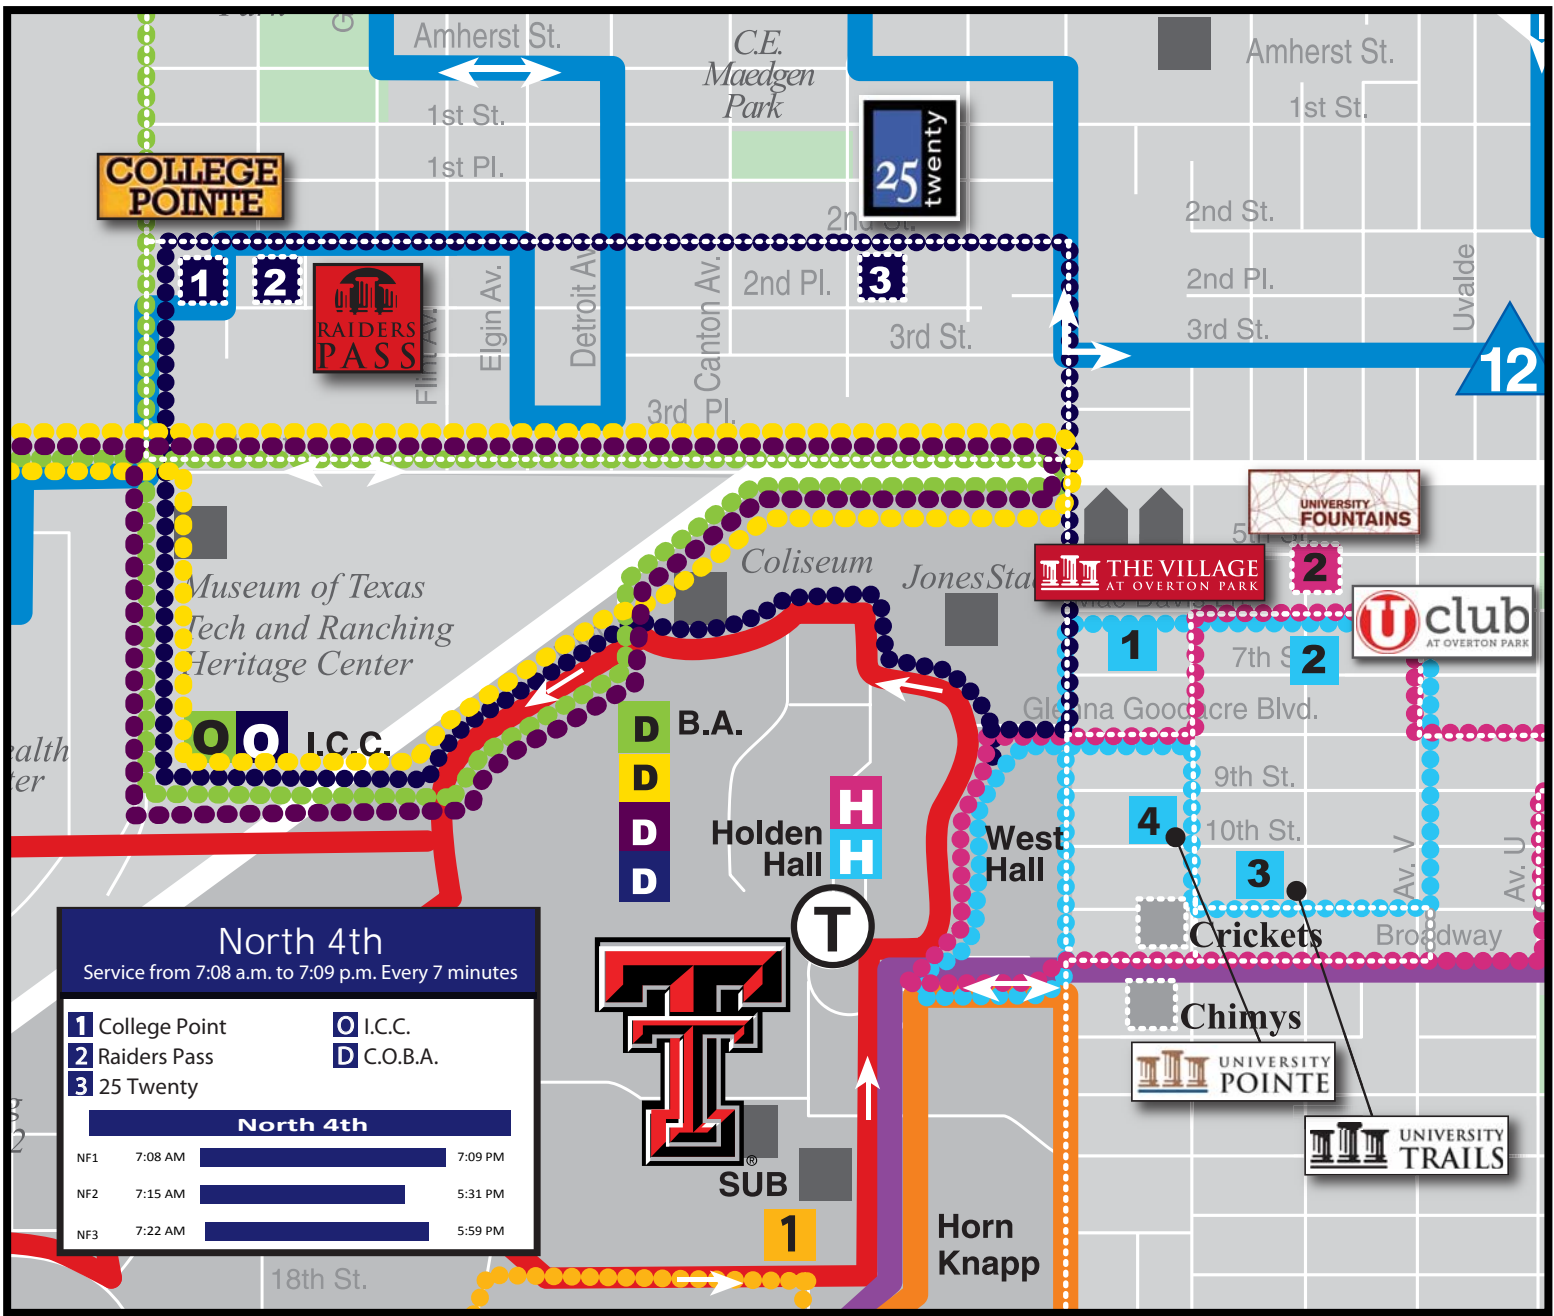 Park
G
Amherst St.
C.E.
Maedgen
Park
Amherst St.
1st St.
1st St.
1st Pl.
COLLEGE
POINTE
25
twenty
2nd St.
2nd St.
1
2
RAIDERS
PASS
Flint Av.
Elgin Av.
Detroit Av
Canton Av.
2nd Pl.
3
2nd Pl.
3rd St.
3rd St.
Uvalde
12
3rd Pl.
UNIVERSITY
FOUNTAINS
5th St.
Coliseum
Jones Sta
THE VILLAGE
AT OVERTON PARK
2
Museum of Texas
Tech and Ranching
Heritage Center
U club
AT OVERTON PARK
1
7th S
2
Glenna Goodacre Blvd.
O
O
I.C.C.
D
B.A.
D
D
D
ealth
ter
9th St.
H
H
Holden
Hall
West
Hall
4
10th St.
3
Av. V
Av. U
T
Crickets
Broadway
Chimys
UNIVERSITY
POINTE
UNIVERSITY
TRAILS
®
SUB
1
Horn
Knapp
g
2
18th St.
North 4th
Service from 7:08 a.m. to 7:09 p.m. Every 7 minutes
1 College Point
O I.C.C.
2 Raiders Pass
D C.O.B.A.
3 25 Twenty
North 4th
NF1 7:08 AM 7:09 PM
NF2 7:15 AM 5:31 PM
NF3 7:22 AM 5:59 PM